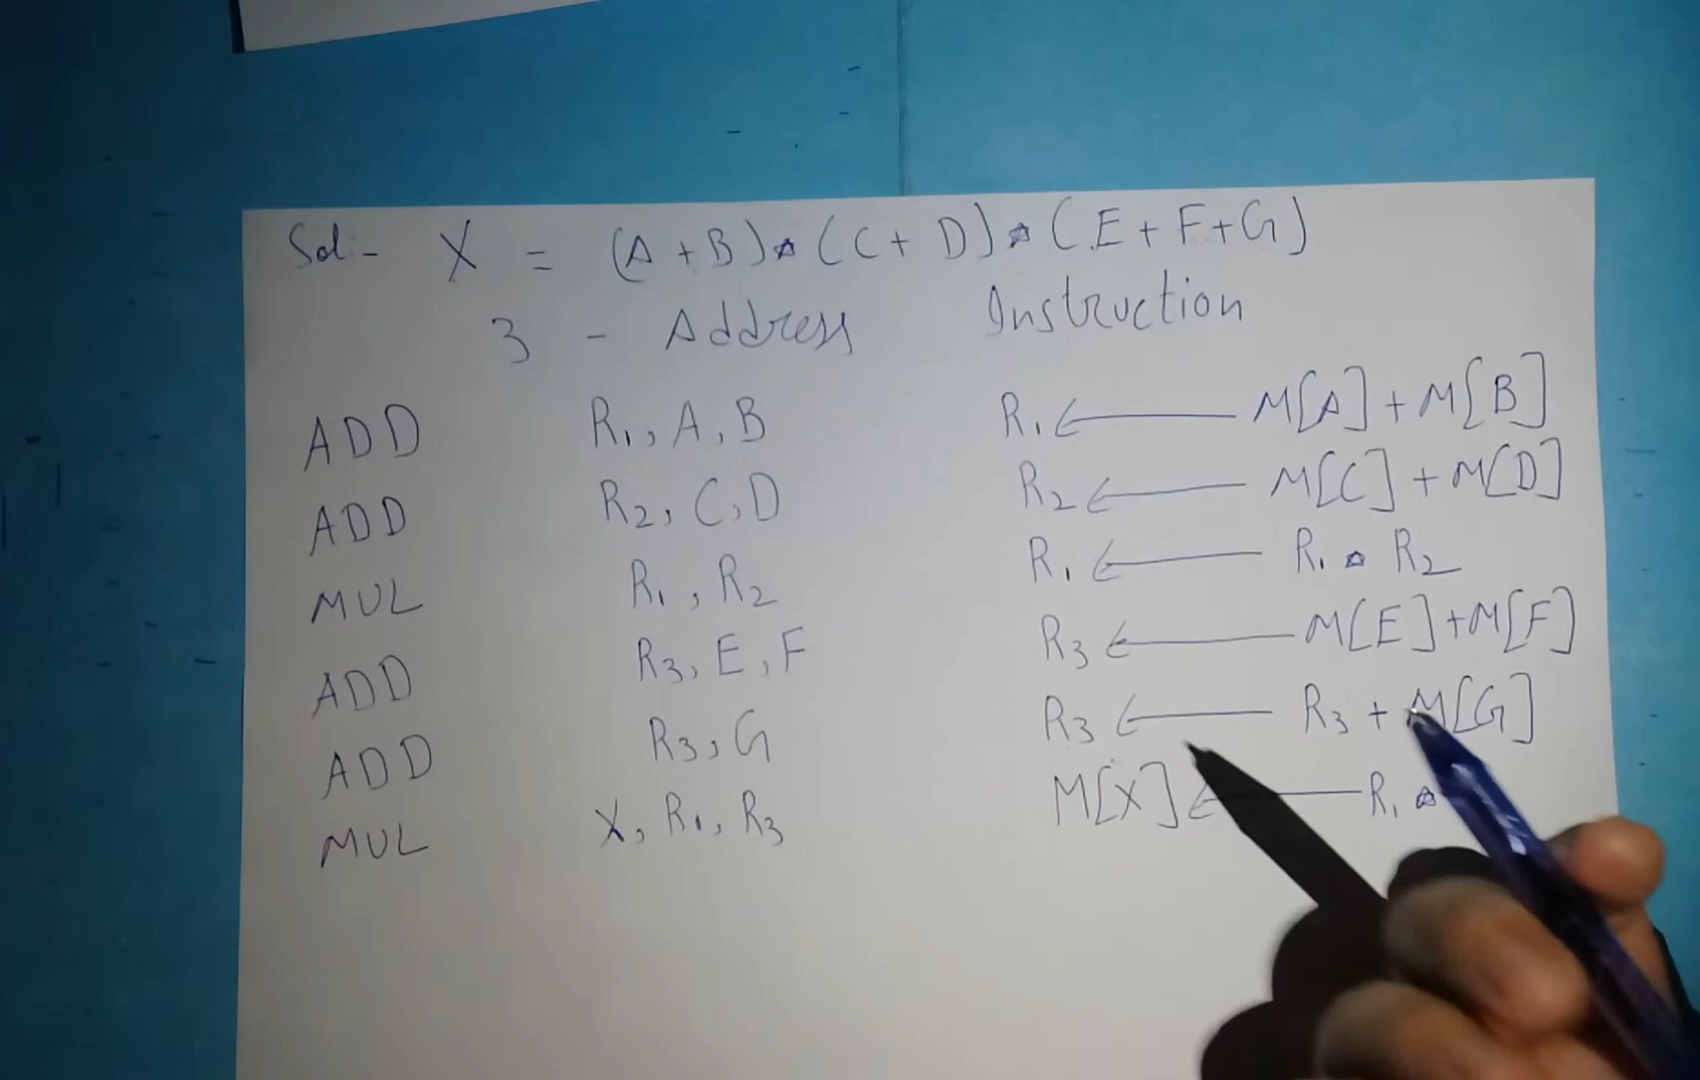 Sol:- X = (A + B) * (C + D) * (E + F + G)
3 - Address Instruction
ADD R1, A, B R1 ← M[A] + M[B]
ADD R2, C, D R2 ← M[C] + M[D]
MUL R1, R2 R1 ← R1 * R2
ADD R3, E, F R3 ← M[E] + M[F]
ADD R3, G R3 ← R3 + M[G]
MUL X, R1, R3 M[X] ← R1 *